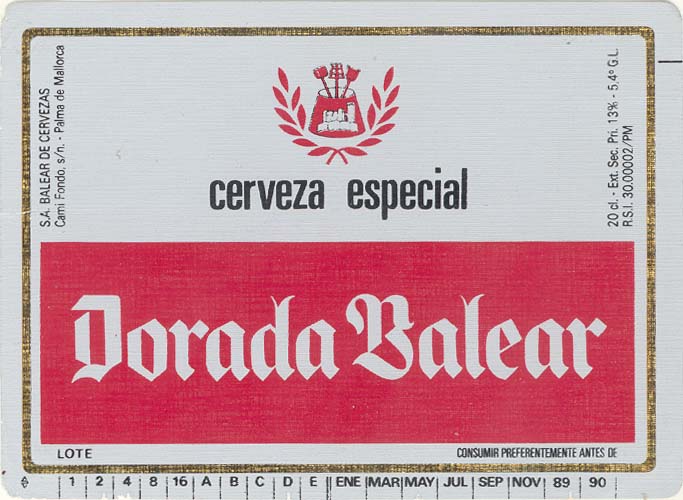 S.A. BALEAR DE CERVEZAS
Cami Fondo, s/n. - Palma de Mallorca
cerveza especial
20 cl. - Ext. Sec. Pri. 13% - 5,4º G.L.
R.S.I. 30.00002/PM
Dorada Balear
LOTE
CONSUMIR PREFERENTEMENTE ANTES DE
1 2 4 8 16 A B C D E ENE MAR MAY JUL SEP NOV 89 90